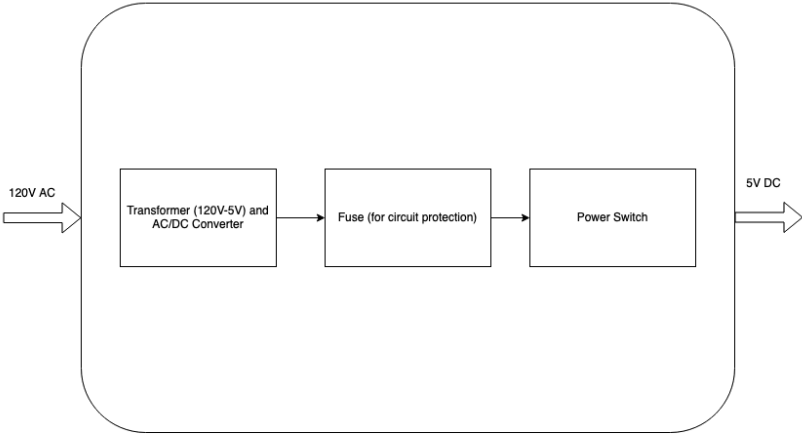 120V AC
5V DC
Transformer (120V-5V) and
AC/DC Converter
Fuse (for circuit protection)
Power Switch